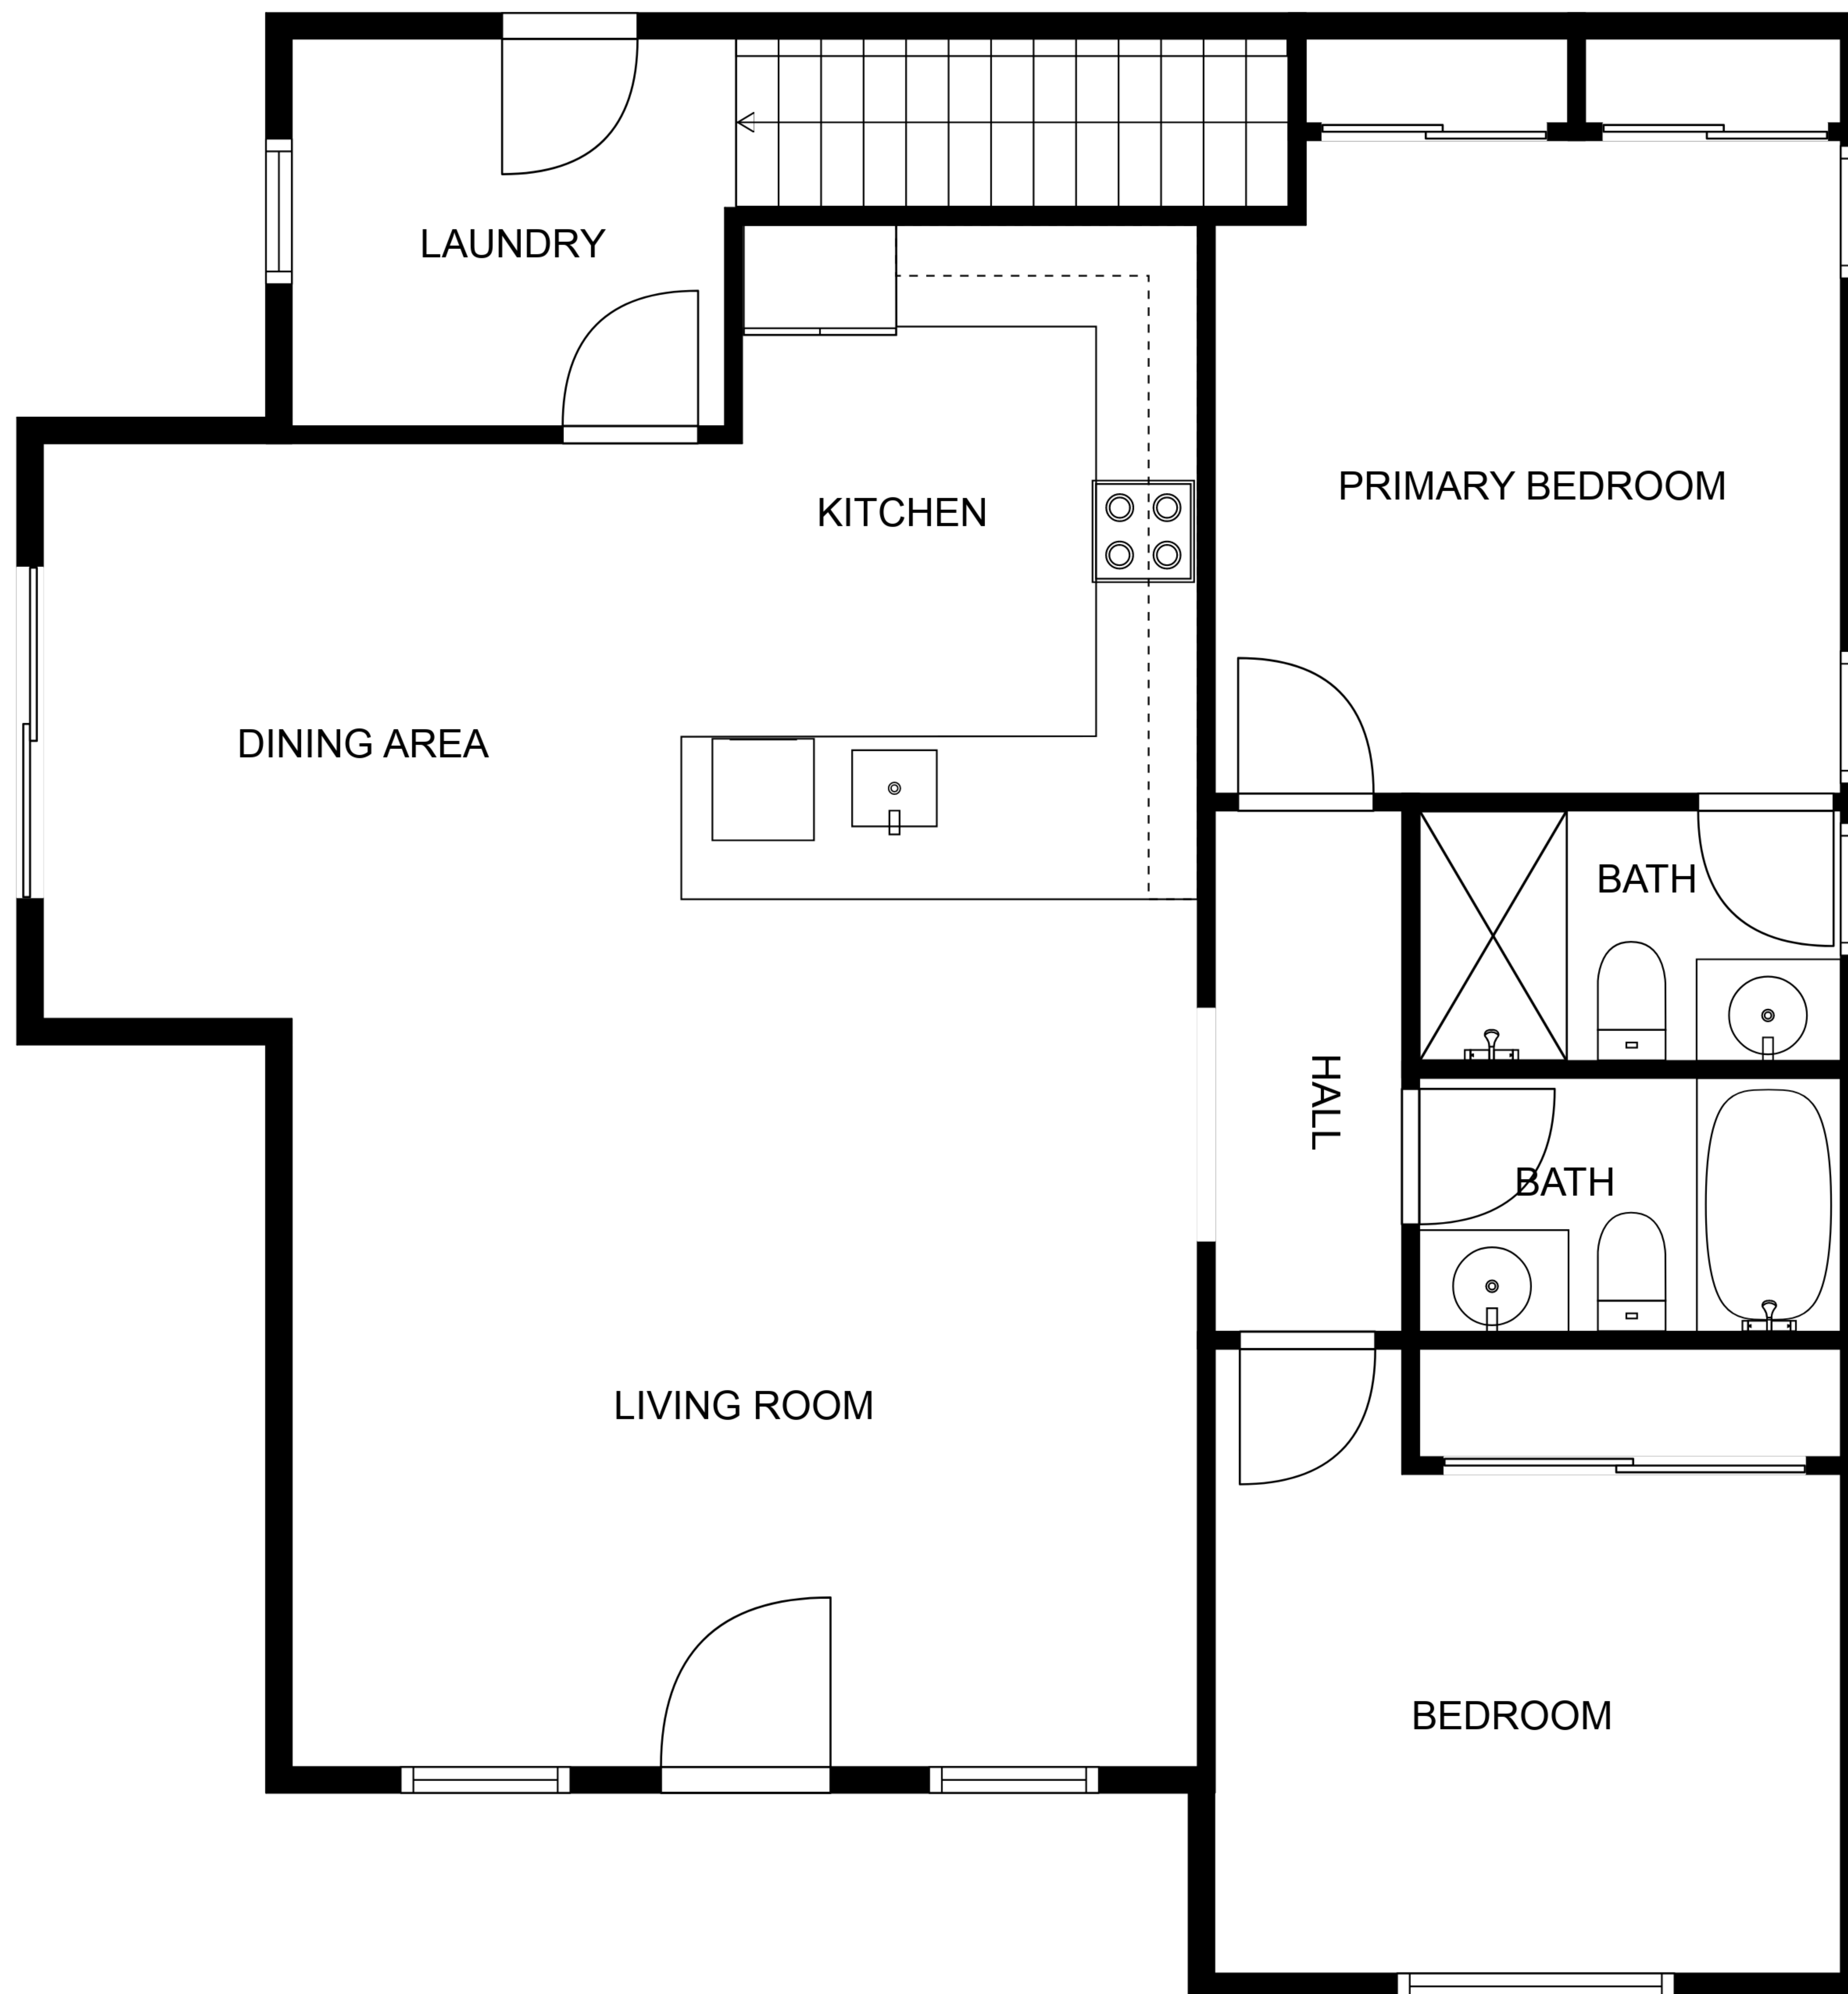 LAUNDRY
PRIMARY BEDROOM
KITCHEN
DINING AREA
BATH
HALL
BATH
LIVING ROOM
BEDROOM